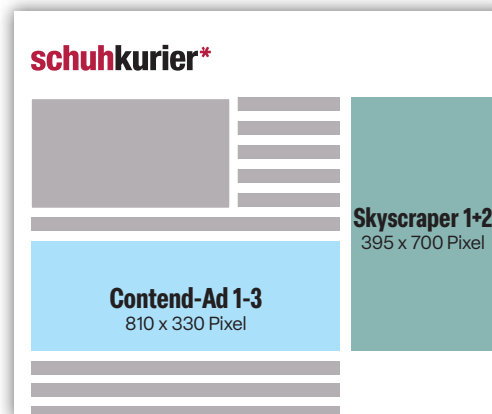 schuhkurier*
Skyscraper 1+2
395 x 700 Pixel
Contend-Ad 1-3
810 x 330 Pixel